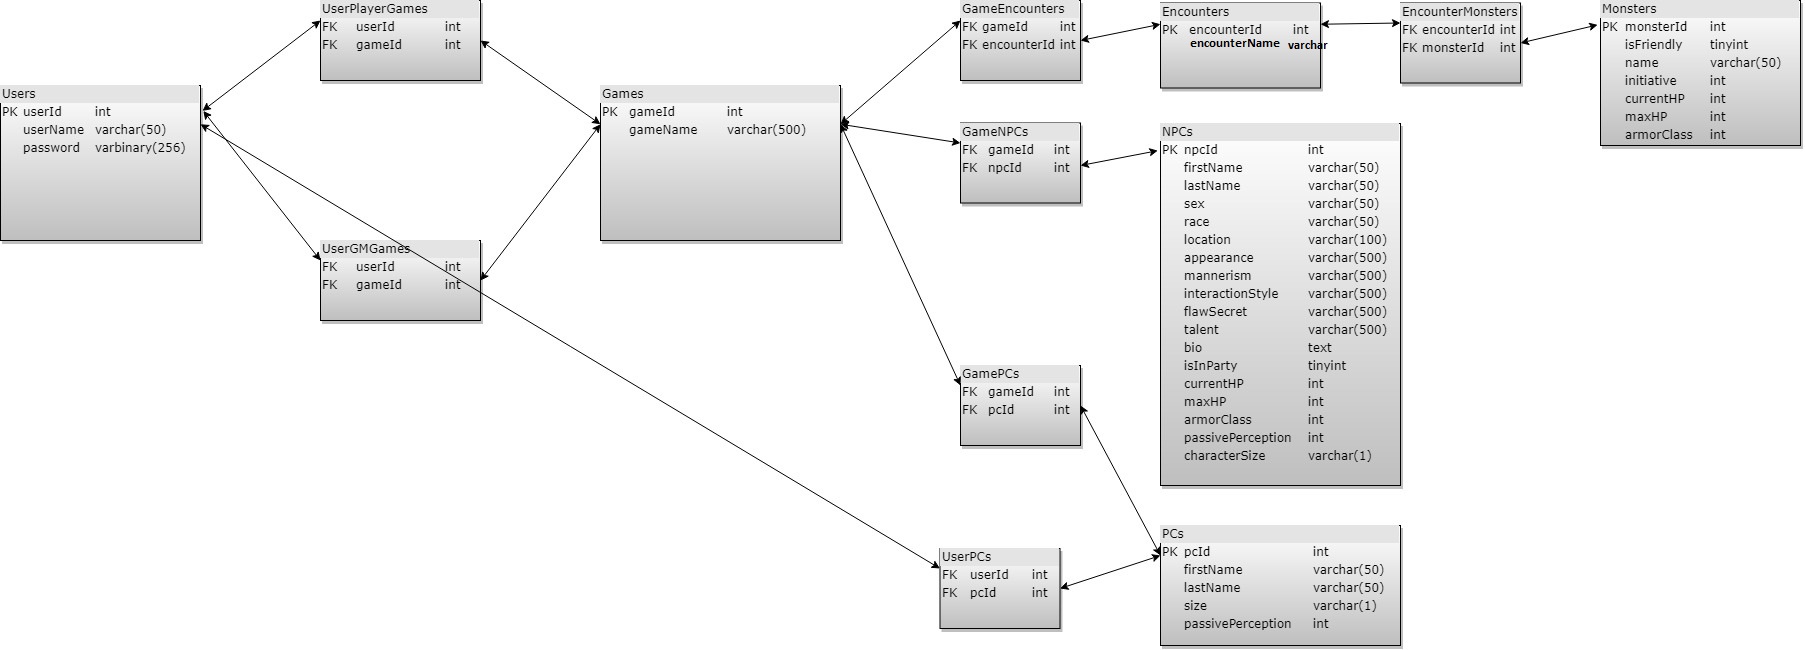 UserPlayerGames
FK userId int
FK gameId int
Users
PK userId int
userName varchar(50)
password varbinary(256)
UserGMGames
FK userId int
FK gameId int
Games
PK gameId int
gameName varchar(500)
GameEncounters
FK gameId int
FK encounterId int
Encounters
PK encounterId int
encounterName varchar
EncounterMonsters
FK encounterId int
FK monsterId int
Monsters
PK monsterId int
isFriendly tinyint
name varchar(50)
initiative int
currentHP int
maxHP int
armorClass int
GameNPCs
FK gameId int
FK npcId int
NPCs
PK npcId int
firstName varchar(50)
lastName varchar(50)
sex varchar(50)
race varchar(50)
location varchar(100)
appearance varchar(500)
mannerism varchar(500)
interactionStyle varchar(500)
flawSecret varchar(500)
talent varchar(500)
bio text
isInParty tinyint
currentHP int
maxHP int
armorClass int
passivePerception int
characterSize varchar(1)
GamePCs
FK gameId int
FK pcId int
UserPCs
FK userId int
FK pcId int
PCs
PK pcId int
firstName varchar(50)
lastName varchar(50)
size varchar(1)
passivePerception int